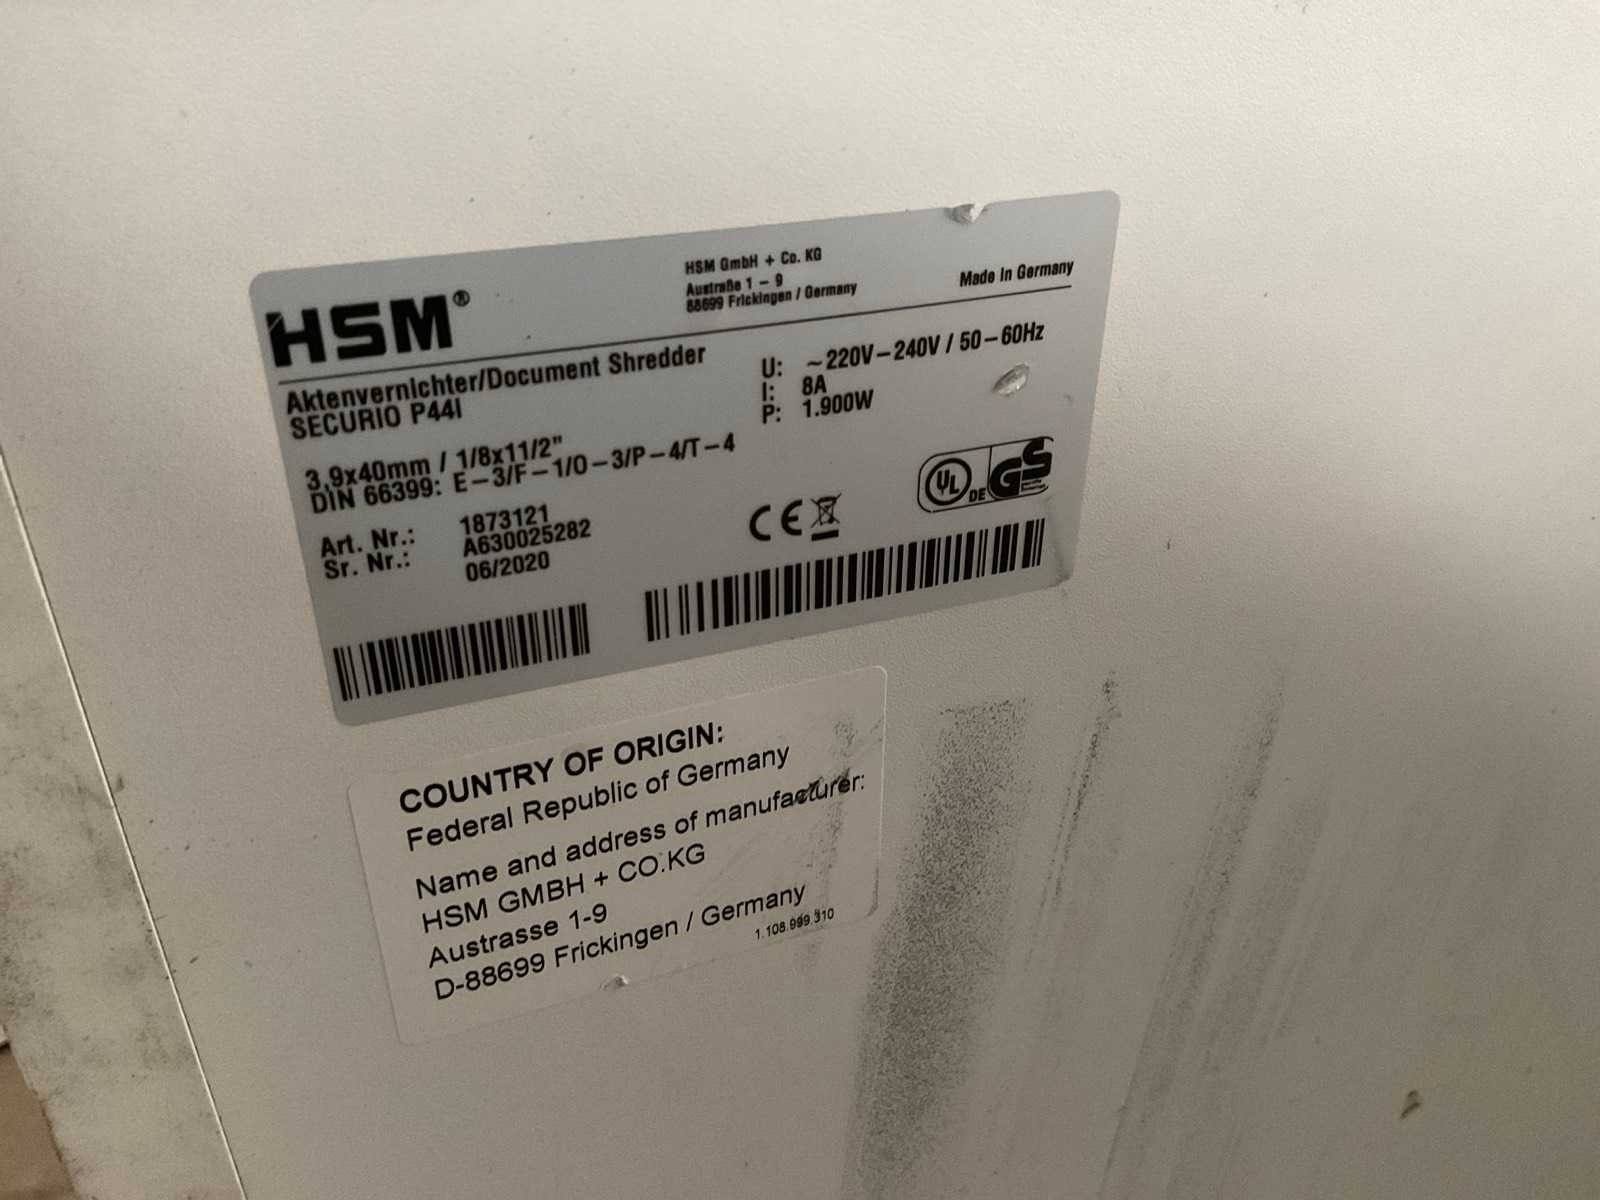 HSM®
HSM GmbH + Co. KG
Austraße 1 - 9
88699 Frickingen / Germany
Made in Germany
Aktenvernichter/Document Shredder
SECURIO P44I
U: ~220V-240V / 50-60Hz
I: 8A
P: 1.900W
3,9x40mm / 1/8x11/2"
DIN 66399: E-3/F-1/O-3/P-4/T-4
Art. Nr.: 1873121
Sr. Nr.: A630025282
06/2020
CE
UL DE GS
COUNTRY OF ORIGIN:
Federal Republic of Germany
Name and address of manufacturer:
HSM GMBH + CO.KG
Austrasse 1-9
D-88699 Frickingen / Germany
1.108.999.310